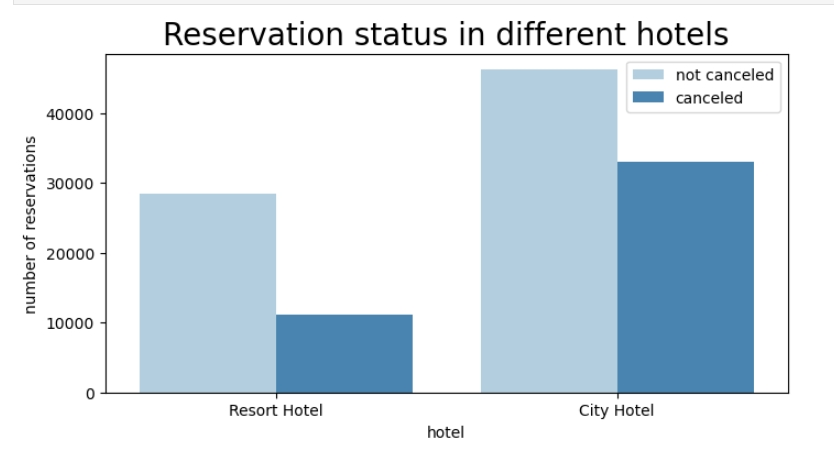 Reservation status in different hotels
not canceled
canceled
40000
30000
20000
10000
0
number of reservations
Resort Hotel
City Hotel
hotel